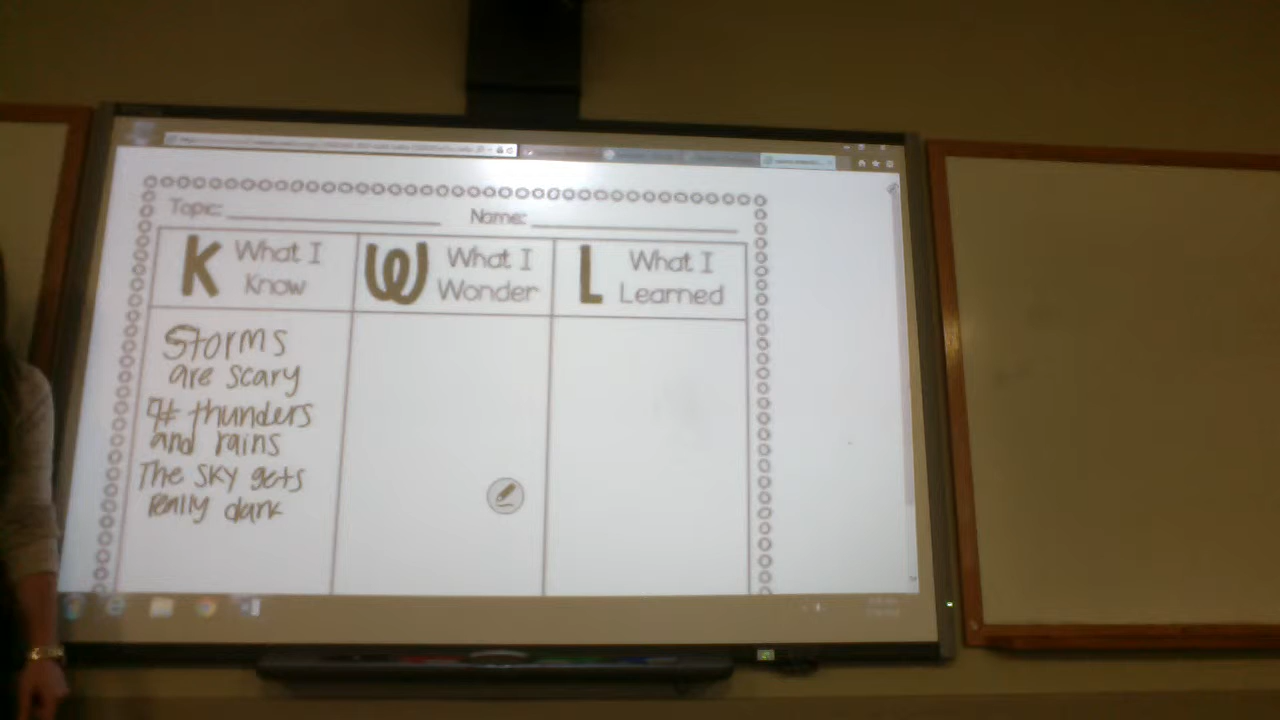 Topic: Name:
K What I Know
W What I Wonder
L What I Learned
Storms
are scary
It thunders
and rains
The sky gets
really dark